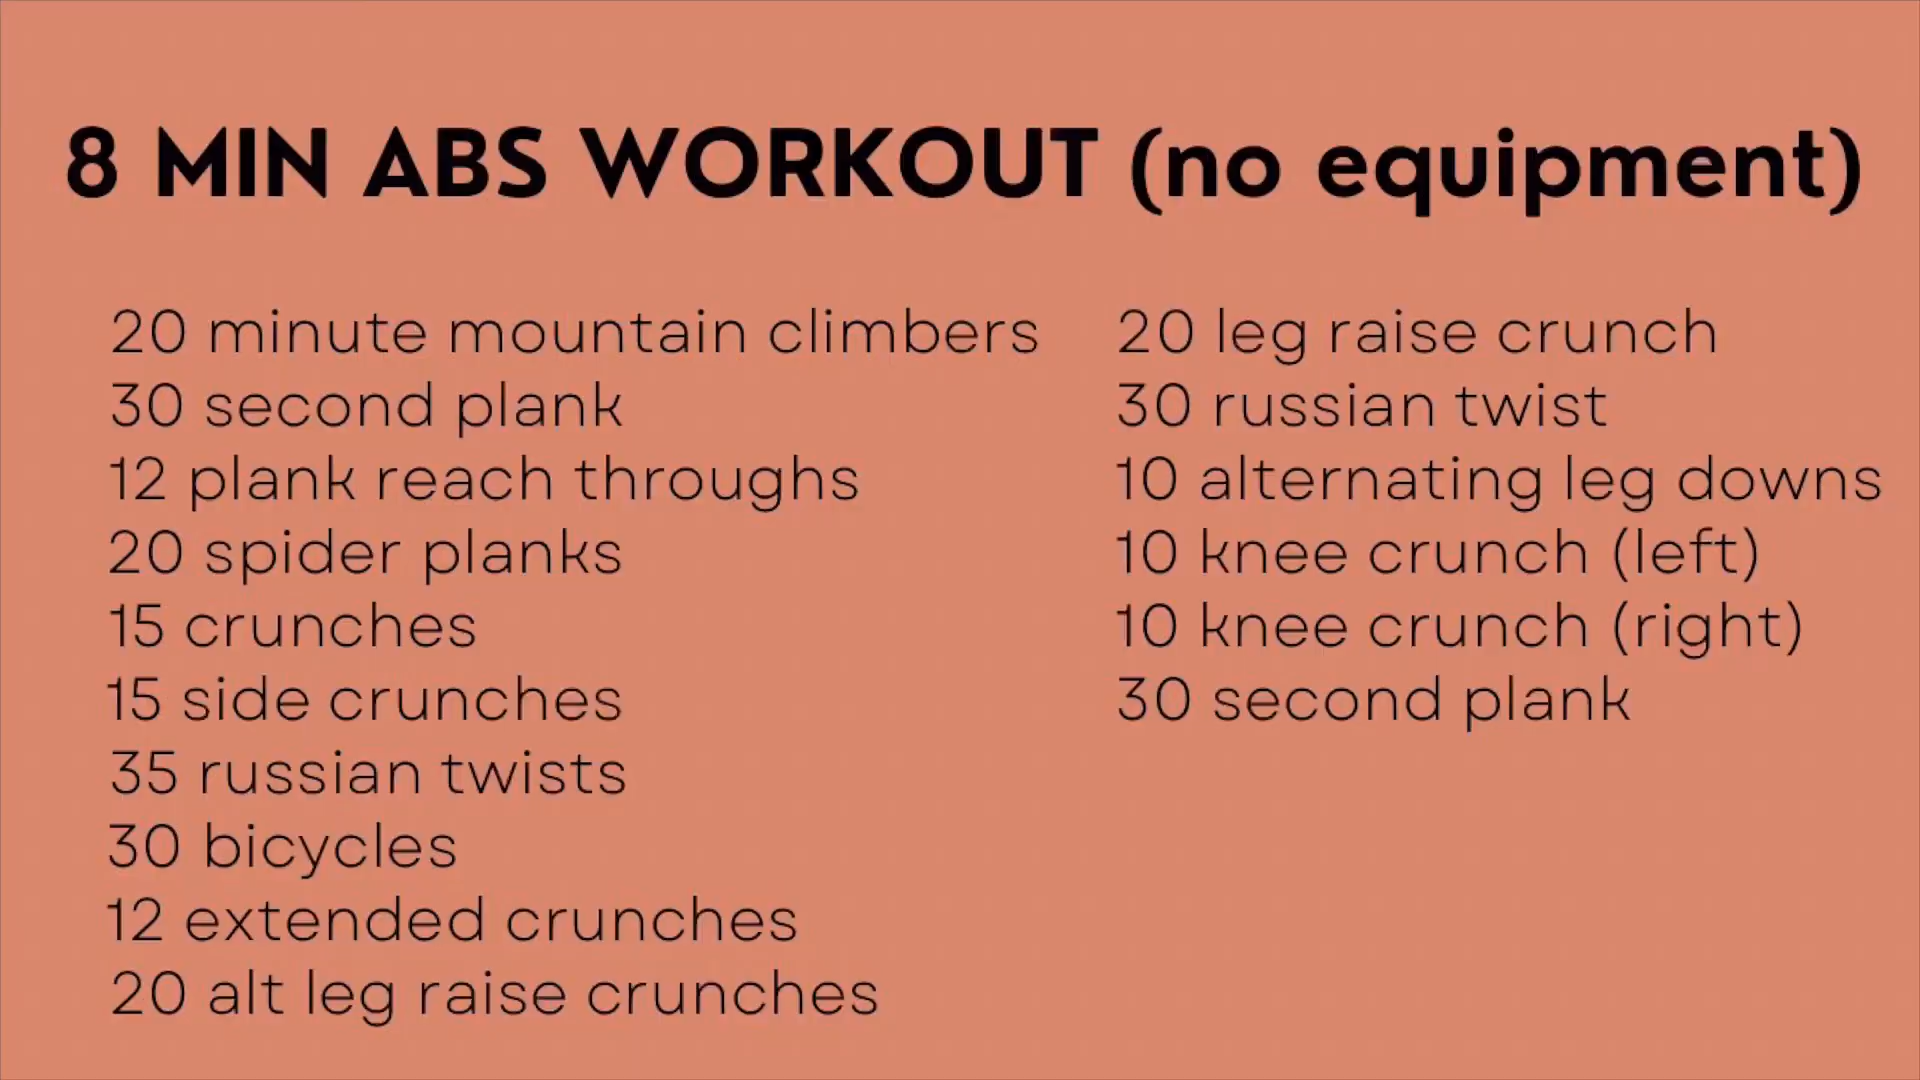 8 MIN ABS WORKOUT (no equipment)
20 minute mountain climbers
30 second plank
12 plank reach throughs
20 spider planks
15 crunches
15 side crunches
35 russian twists
30 bicycles
12 extended crunches
20 alt leg raise crunches
20 leg raise crunch
30 russian twist
10 alternating leg downs
10 knee crunch (left)
10 knee crunch (right)
30 second plank